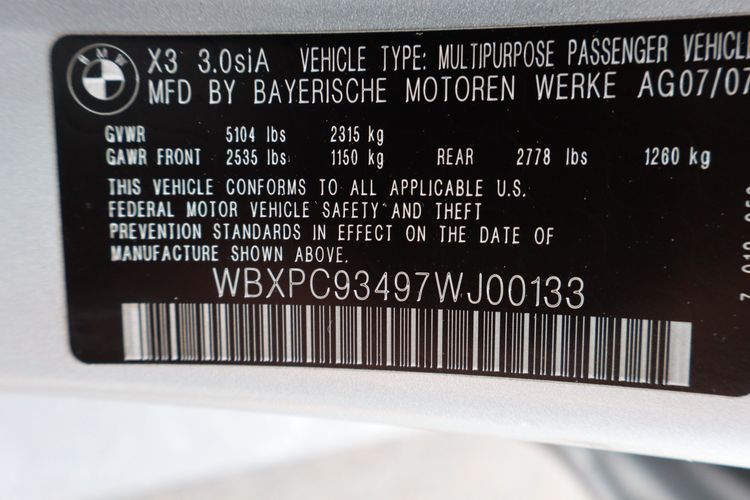 BMW
X3 3.0siA VEHICLE TYPE: MULTIPURPOSE PASSENGER VEHICLE
MFD BY BAYERISCHE MOTOREN WERKE AG07/07
GVWR 5104 lbs 2315 kg
GAWR FRONT 2535 lbs 1150 kg REAR 2778 lbs 1260 kg
THIS VEHICLE CONFORMS TO ALL APPLICABLE U.S.
FEDERAL MOTOR VEHICLE SAFETY AND THEFT
PREVENTION STANDARDS IN EFFECT ON THE DATE OF
MANUFACTURE SHOWN ABOVE.
WBXPC93497WJ00133